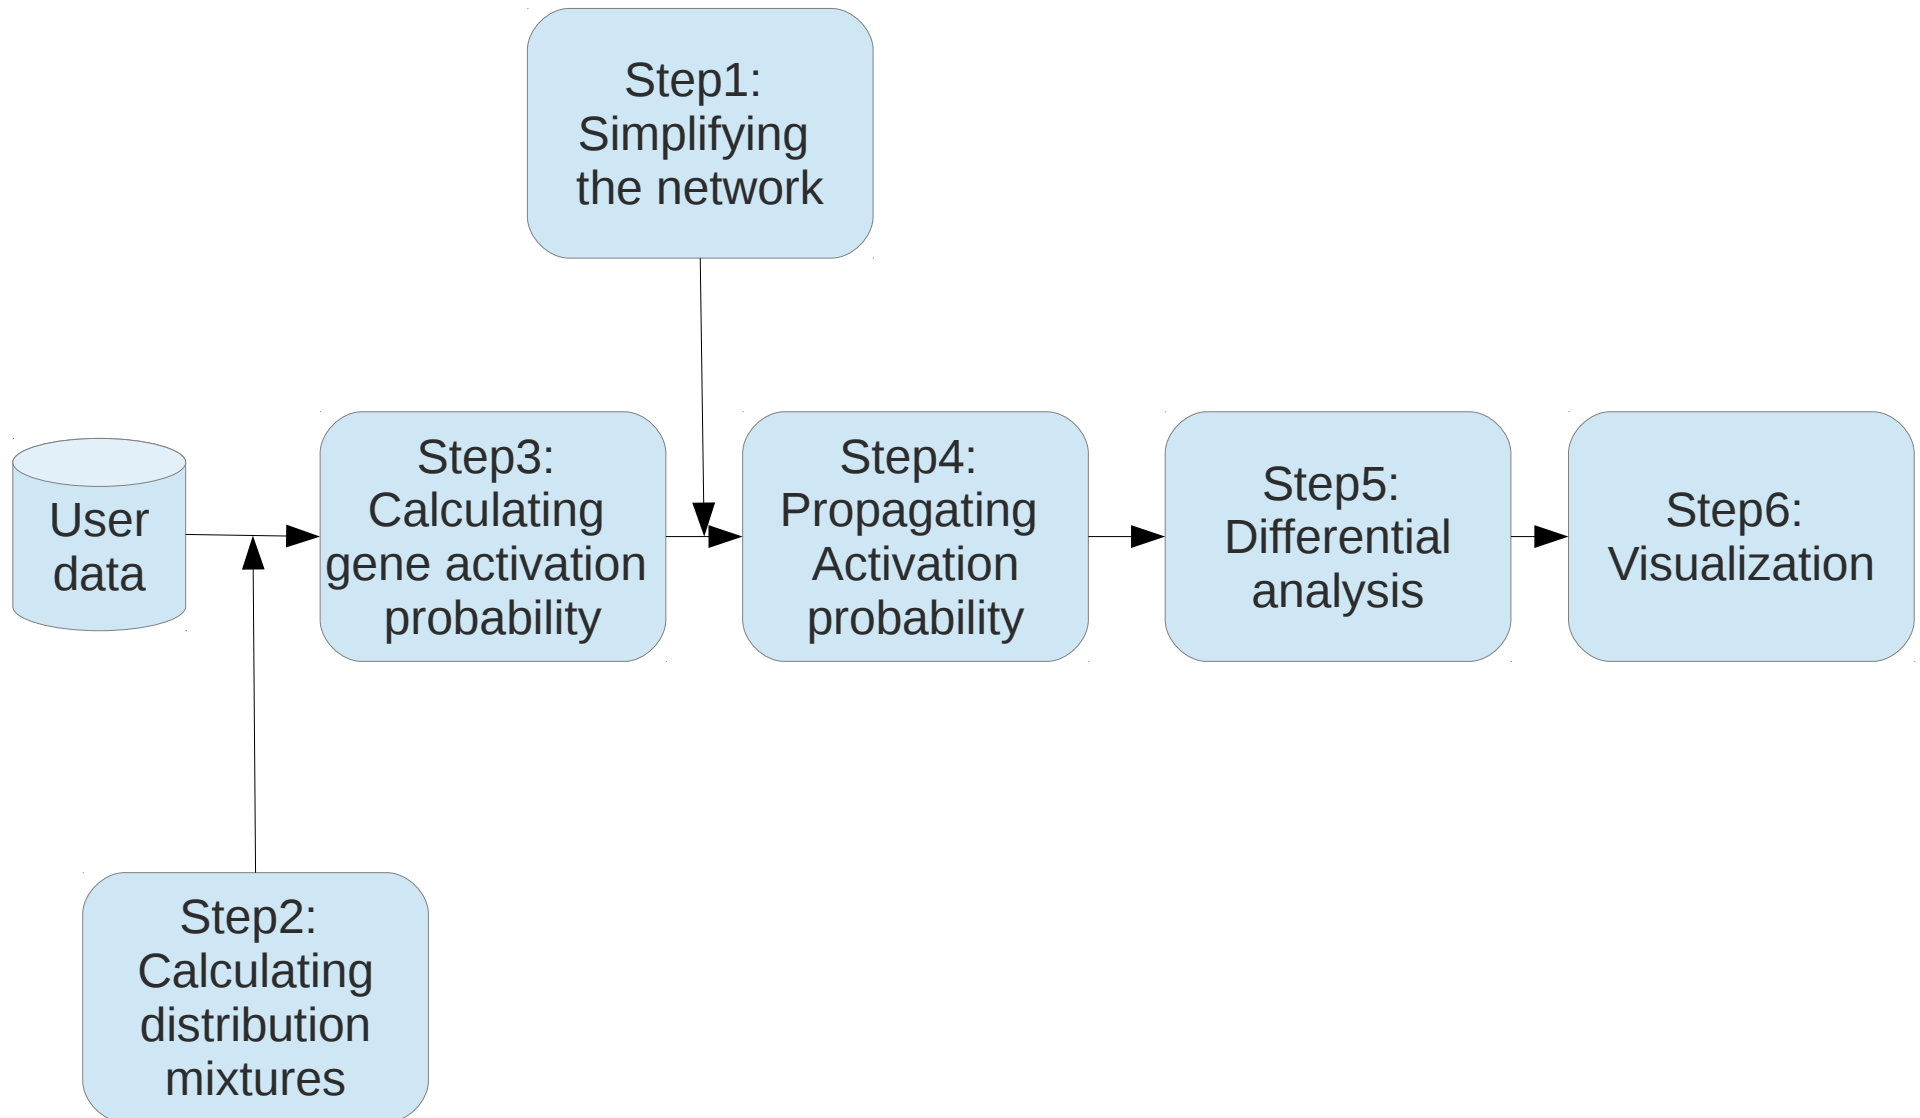 Step1:
Simplifying
the network
User
data
Step3:
Calculating
gene activation
probability
Step4:
Propagating
Activation
probability
Step5:
Differential
analysis
Step6:
Visualization
Step2:
Calculating
distribution
mixtures